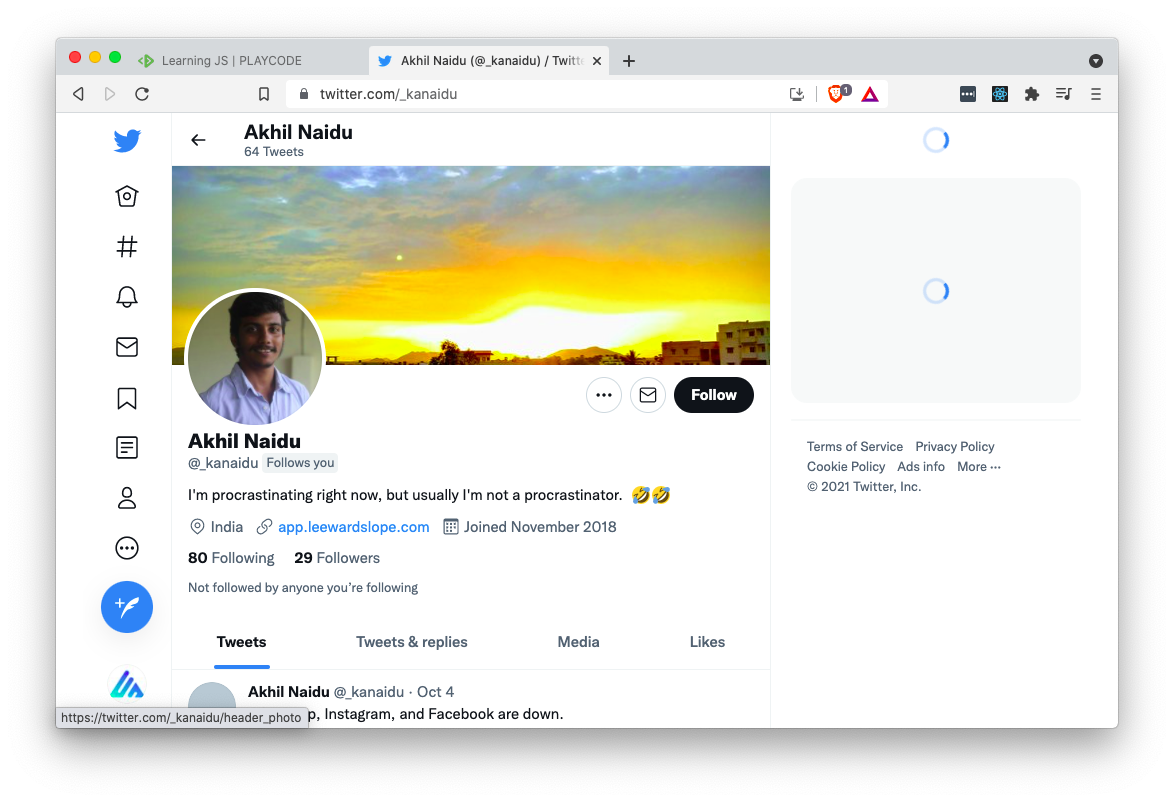 Learning JS | PLAYCODE
Akhil Naidu (@_kanaidu) / Twitte
twitter.com/_kanaidu
1
Akhil Naidu
64 Tweets
Follow
Akhil Naidu
@_kanaidu Follows you
I'm procrastinating right now, but usually I'm not a procrastinator. 🤣🤣
India app.leewardslope.com Joined November 2018
80 Following 29 Followers
Not followed by anyone you’re following
Tweets Tweets & replies Media Likes
Akhil Naidu @_kanaidu · Oct 4
p, Instagram, and Facebook are down.
https://twitter.com/_kanaidu/header_photo
Terms of Service Privacy Policy
Cookie Policy Ads info More ···
© 2021 Twitter, Inc.